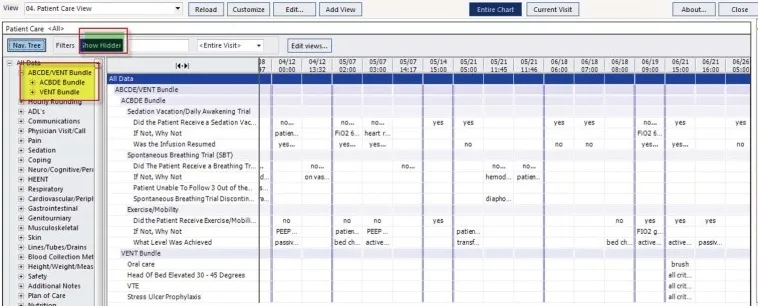 View 04. Patient Care View Reload Customize Edit... Add View Entire Chart Current Visit About... Close
Patient Care <All>
Nav. Tree Filters Show Hidden <Entire Visit> Edit views...
All Data
ABCDE/VENT Bundle
ACBDE Bundle
VENT Bundle
Hourly Rounding
ADL's
Communications
Physician Visit/Call
Pain
Sedation
Coping
Neuro/Cognitive/Peri
HEENT
Respiratory
Cardiovascular/Peripl
Gastrointestinal
Genitourniary
Musculoskeletal
Skin
Lines/Tubes/Drains
Blood Collection Met
Height/Weight/Meas
Safety
Additional Notes
Plan of Care
Nutrition
08 04/12 04/12 05/07 05/07 05/07 05/14 05/21 05/21 05/21 06/18 06/18 06/18 06/19 06/21 06/21 06/26
97 00:00 13:32 02:00 03:00 14:17 15:00 05:00 11:45 11:46 06:00 07:00 08:00 09:00 15:00 16:00 05:00
All Data
ABCDE/VENT Bundle
ACBDE Bundle
Sedation Vacation/Daily Awakening Trial
Did the Patient Receive a Sedation Vac... no... no... no... yes yes yes yes no... yes yes
If Not, Why Not patien... FiO2 6... heart r... FiO2 6...
Was the Infusion Resumed yes... yes... yes... no no no yes... yes... no
Spontaneous Breathing Trial (SBT)
Did The Patient Receive a Breathing Tr... no... no... no... no...
If Not, Why Not on vas... hemod... patien...
Patient Unable To Follow 3 Out of the...
Spontaneous Breathing Trial Discontin... diapho...
Exercise/Mobility
Did the Patient Receive Exercise/Mobili... no no no yes no no yes yes yes
If Not, Why Not PEEP ... patien... PEEP ... patien... FIO2 g...
What Level Was Achieved passiv... bed ch... active... transf... bed ch... active... active... passiv...
VENT Bundle
Oral care brush
Head Of Bed Elevated 30 - 45 Degrees all crit...
VTE all crit...
Stress Ulcer Prophylaxis all crit...